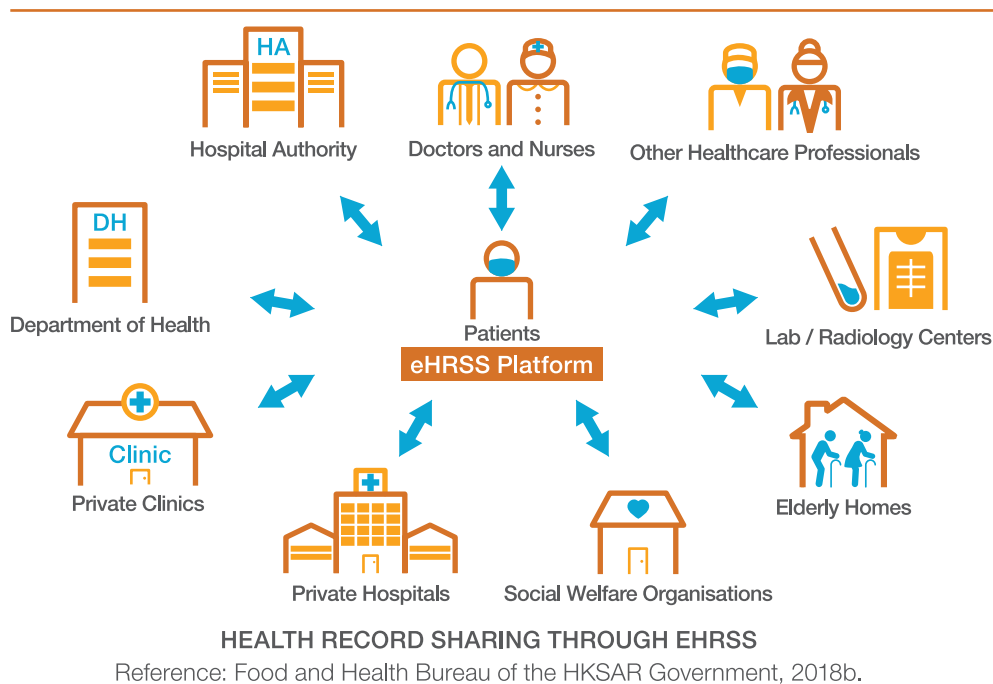 HA
Hospital Authority
Doctors and Nurses
Other Healthcare Professionals
DH
Department of Health
Patients
eHRSS Platform
Lab / Radiology Centers
Clinic
Private Clinics
Private Hospitals
Social Welfare Organisations
Elderly Homes
HEALTH RECORD SHARING THROUGH EHRSS
Reference: Food and Health Bureau of the HKSAR Government, 2018b.